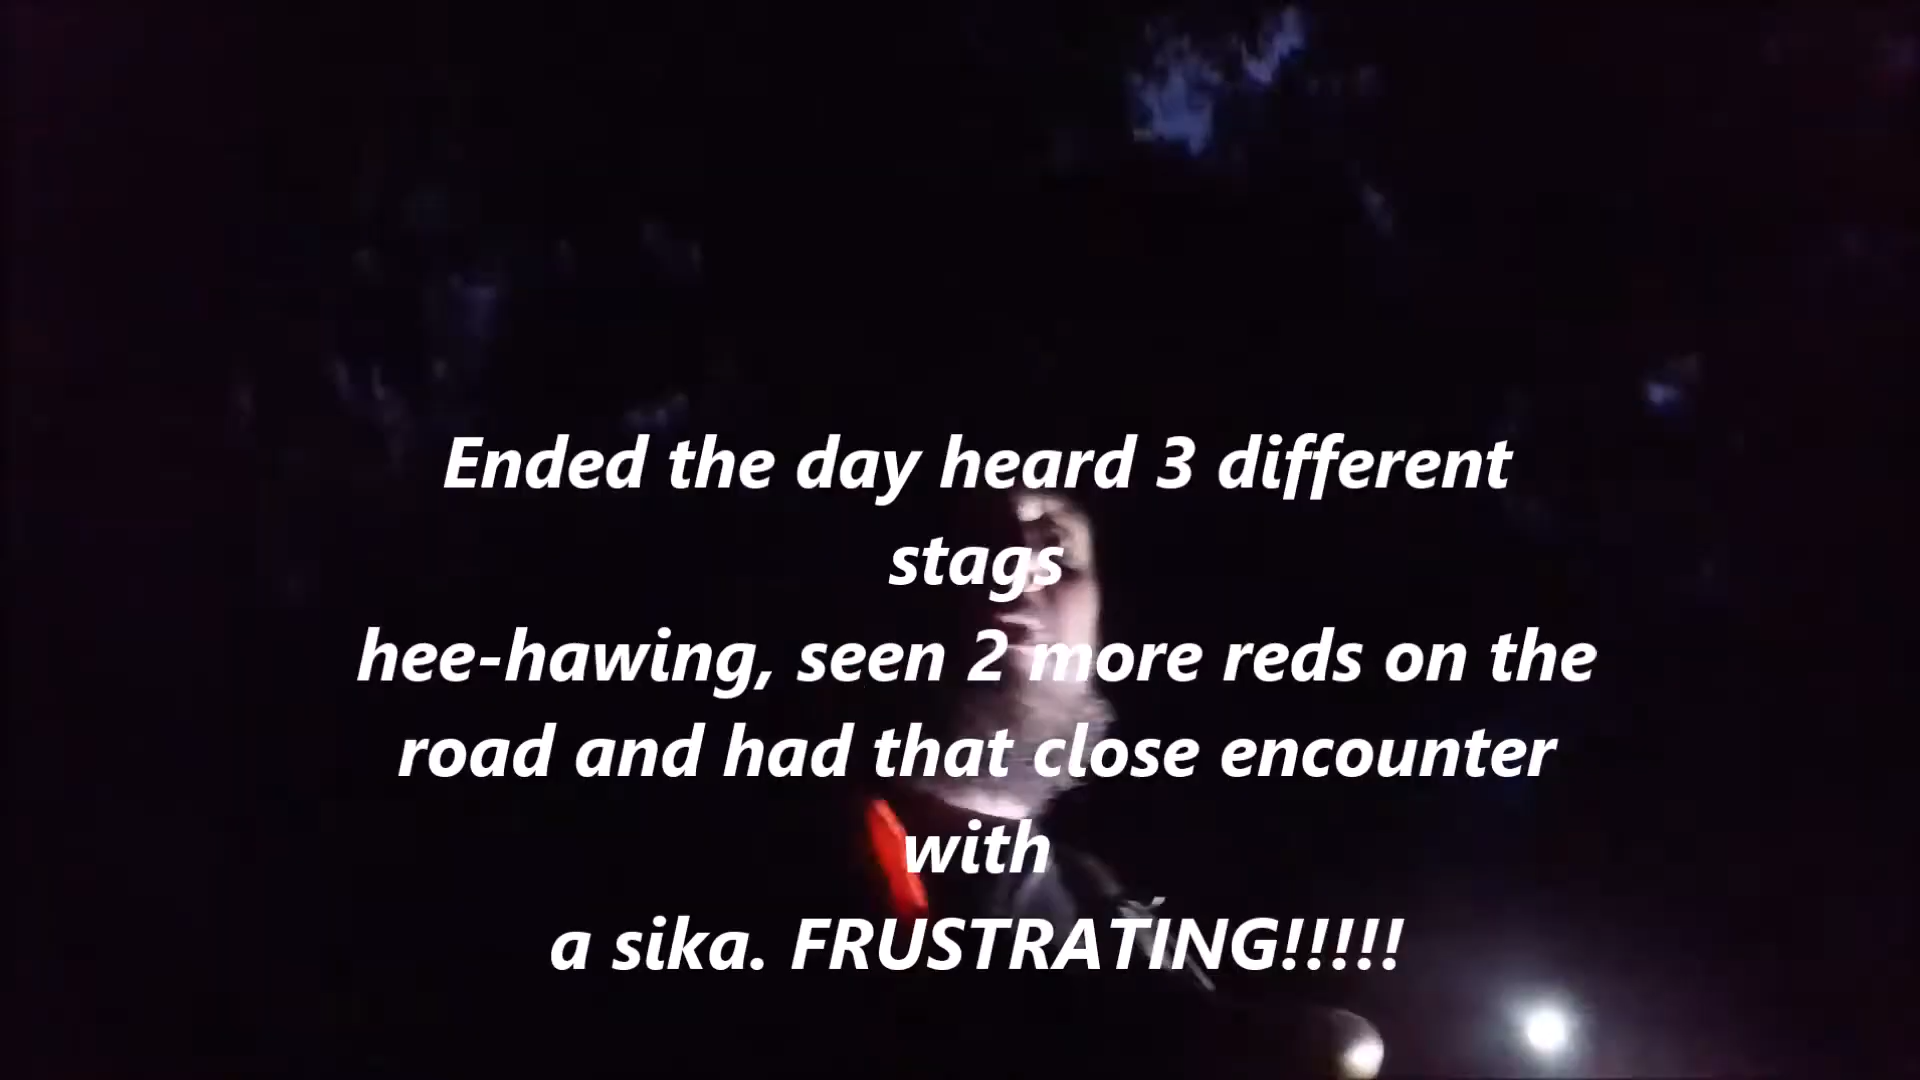 Ended the day heard 3 different
stags
hee-hawing, seen 2 more reds on the
road and had that close encounter
with
a sika. FRUSTRATING!!!!!